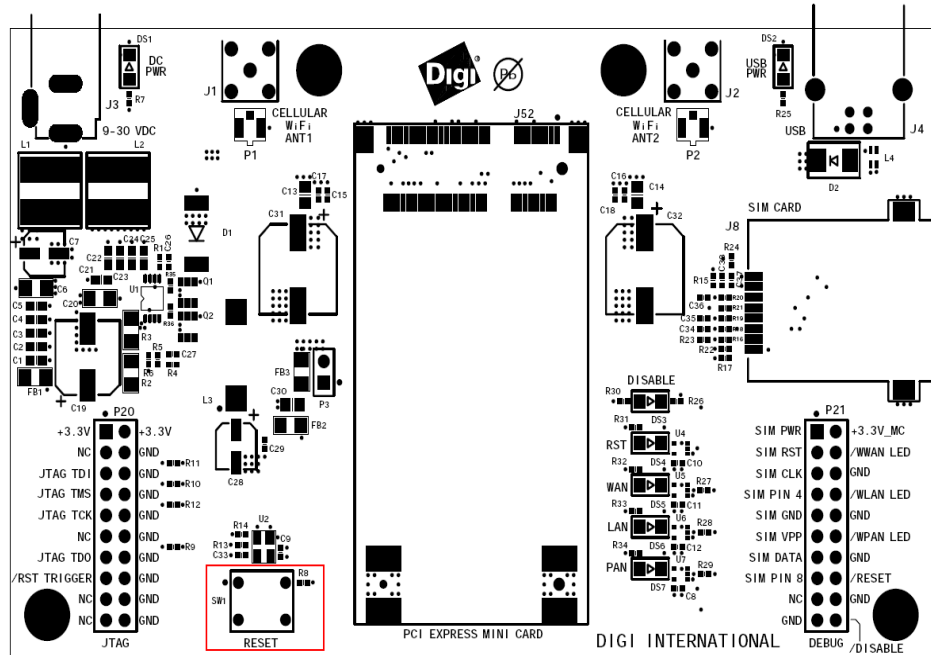 DS1
DC
PWR
R7
J3
9-30 VDC
L1
L2
J1
CELLULAR
WiFi
ANT1
P1
Digi
®
Pb
J52
CELLULAR
WiFi
ANT2
P2
J2
DS2
USB
PWR
R25
USB
J4
L4
D2
SIM CARD
J8
C7
C6
C5
C4
C3
C2
C1
FB1
C19
C20
C21
C22
C23
C24
C25
R1
C26
U1
R35
R36
Q1
Q2
R3
R5
R6
R4
C27
R2
D1
C13
C17
C15
C31
FB3
P3
C30
FB2
L3
C29
C28
C16
C18
C14
C32
R24
C38
C37
R15
C36
C35
C34
R23
R22
R17
R20
R21
R19
R18
R16
P20
+3.3V +3.3V
NC GND
JTAG TDI GND
JTAG TMS GND
JTAG TCK GND
NC GND
JTAG TDO GND
/RST TRIGGER GND
NC GND
NC GND
JTAG
R11
R10
R12
R9
U2
R14
R13
C33
C9
SW1
R8
RESET
PCI EXPRESS MINI CARD
DISABLE
R30
R26
DS3
R31
RST
U4
DS4
C10
R32
WAN
U5
R27
DS5
C11
R33
LAN
U6
R28
DS6
C12
R34
PAN
U7
R29
DS7
C8
DIGI INTERNATIONAL
P21
SIM PWR +3.3V_MC
SIM RST /WWAN LED
SIM CLK GND
SIM PIN 4 /WLAN LED
SIM GND GND
SIM VPP /WPAN LED
SIM DATA GND
SIM PIN 8 /RESET
NC GND
GND /DISABLE
DEBUG